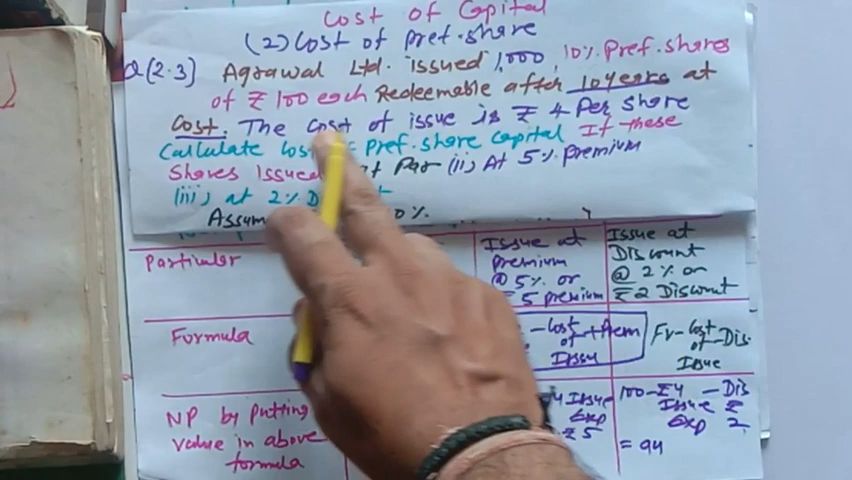 Cost of Capital
(2) Cost of Pref. share
Q(2.3) Agrawal Ltd. issued 1,000, 10% Pref. shares
of ₹ 100 each Redeemable after 10 years at
Cost. The Cost of issue is ₹ 4 Per share
Calculate Pref. share capital If these
Shares Issued at Par (ii) At 5% Premium
(iii) at 2%
0%.
Particular
Issue at
Premium
@ 5% or
₹ 5 premium
Issue at
Discount
@ 2% or
₹ 2 Discount
Formula
- Cost + Prem
of
Issue
Fv - Cost - Dis.
of
Issue
NP by putting
value in above
formula
Issue
Exp
₹ 5
100 - ₹4 - Dis
Issue ₹
Exp 2
= 94